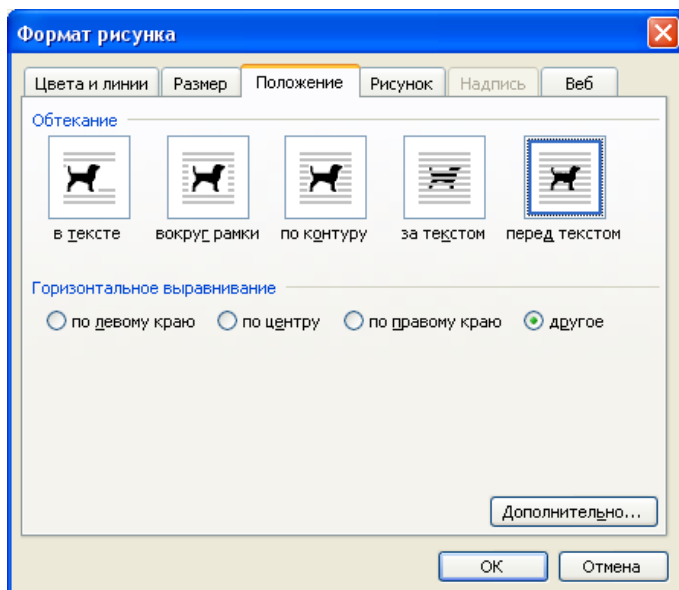 Формат рисунка
Цвета и линии Размер Положение Рисунок Надпись Веб
Обтекание
в тексте вокруг рамки по контуру за текстом перед текстом
Горизонтальное выравнивание
по левому краю по центру по правому краю другое
Дополнительно...
ОК Отмена